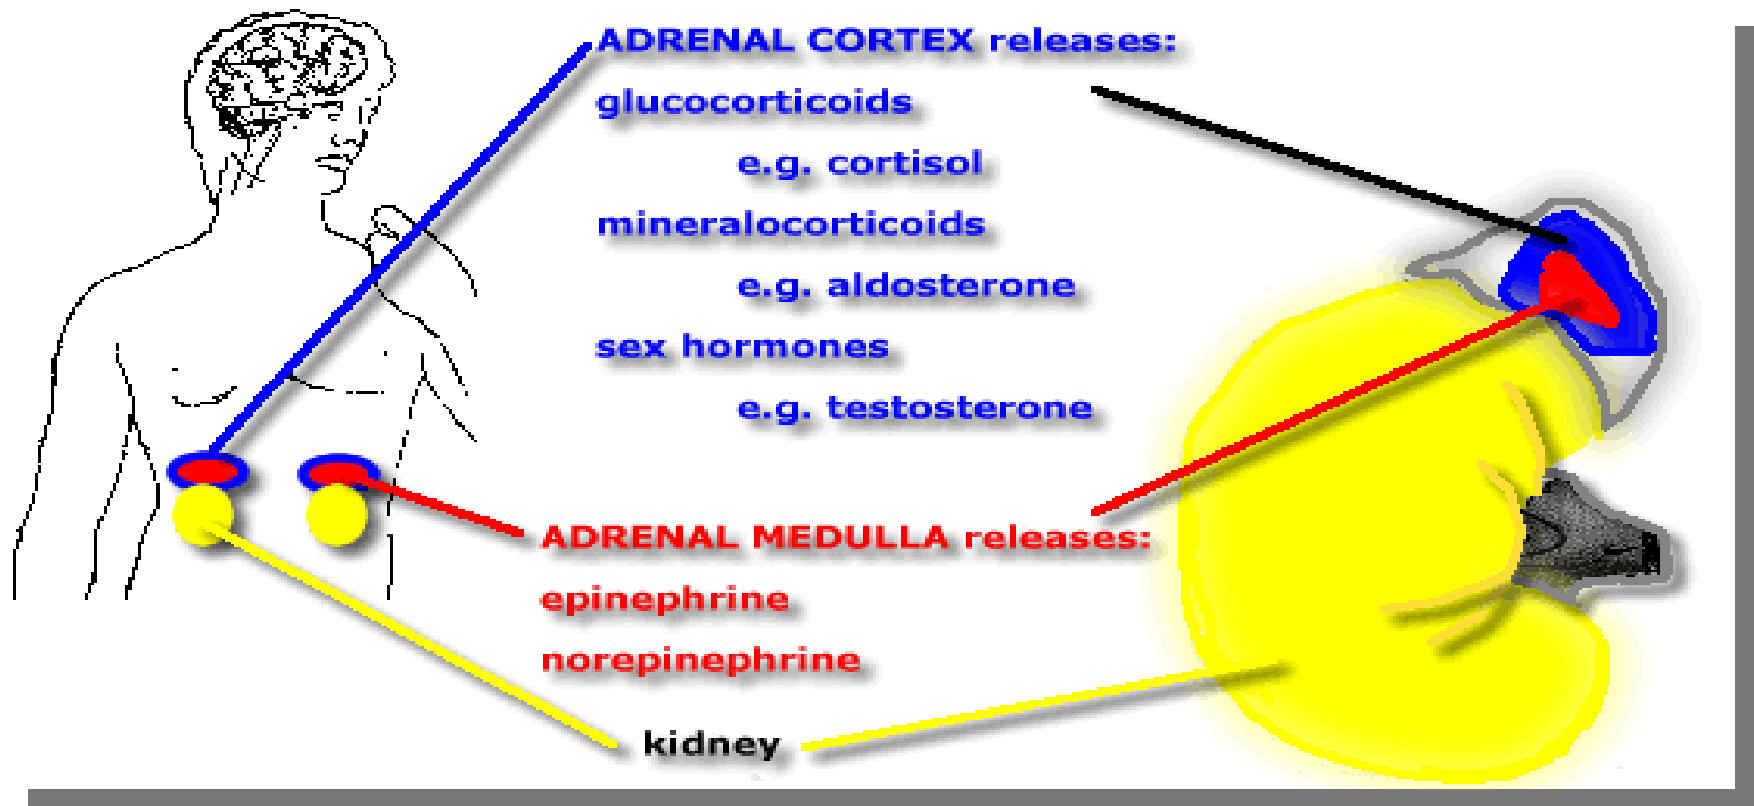 ADRENAL CORTEX releases:
glucocorticoids
e.g. cortisol
mineralocorticoids
e.g. aldosterone
sex hormones
e.g. testosterone
ADRENAL MEDULLA releases:
epinephrine
norepinephrine
kidney